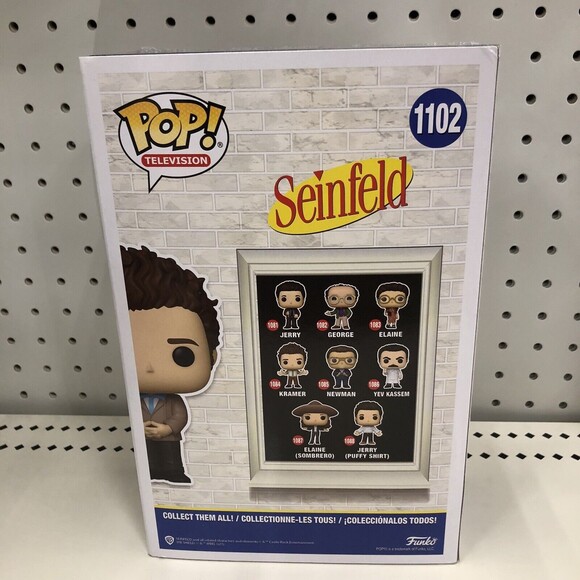 POP!
TELEVISION
1102
Seinfeld
1081 1082 1083
JERRY GEORGE ELAINE
1084 1085 1086
KRAMER NEWMAN YEV KASSEM
1087 1088
ELAINE (SOMBRERO)
JERRY (PUFFY SHIRT)
COLLECT THEM ALL! / COLLECTIONNE-LES TOUS! / ¡COLECCIÓNALOS TODOS!
Funko